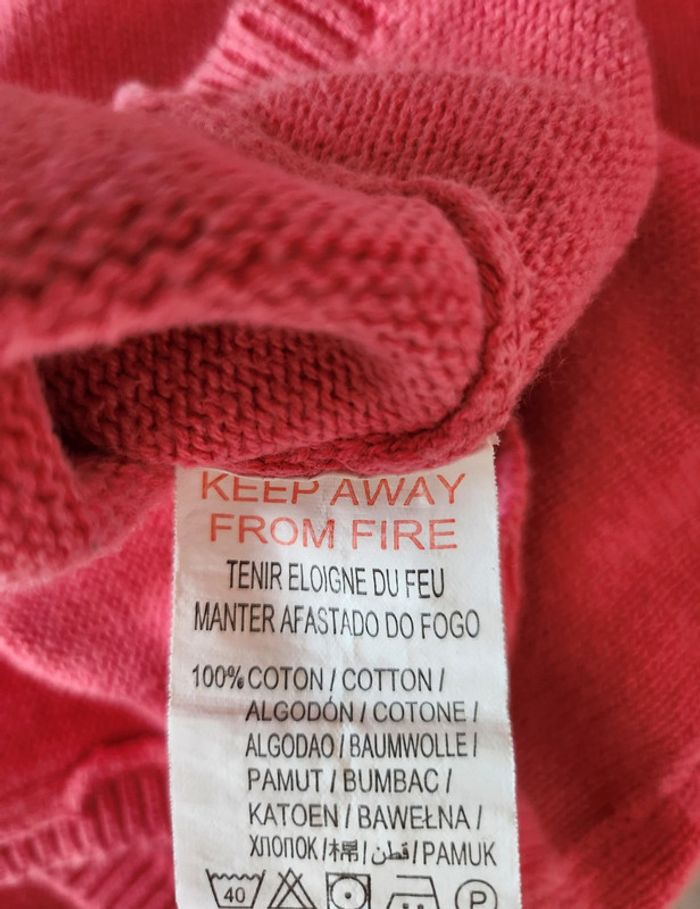 KEEP AWAY
FROM FIRE
TENIR ELOIGNE DU FEU
MANTER AFASTADO DO FOGO
100% COTON / COTTON /
ALGODÓN / COTONE /
ALGODAO / BAUMWOLLE /
PAMUT / BUMBAC /
KATOEN / BAWEŁNA /
ХЛОПОК / 棉 / قطن / PAMUK
40 P